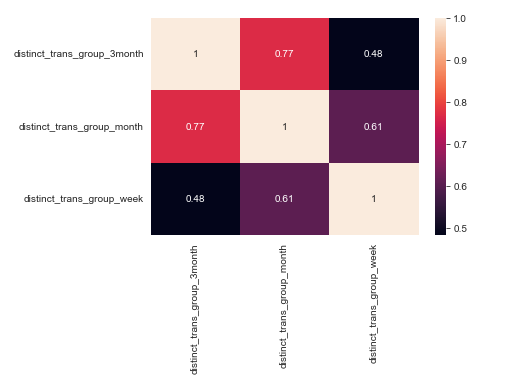 distinct_trans_group_3month 1 0.77 0.48
distinct_trans_group_month 0.77 1 0.61
distinct_trans_group_week 0.48 0.61 1
distinct_trans_group_3month
distinct_trans_group_month
distinct_trans_group_week
1.0
0.9
0.8
0.7
0.6
0.5